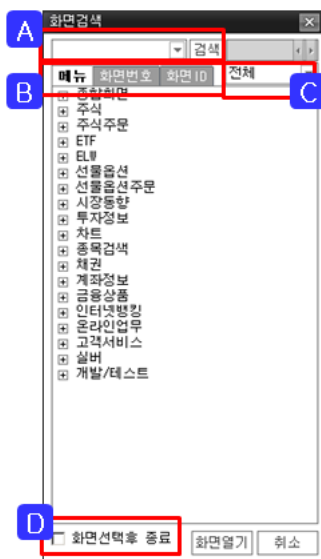 화면검색
A
검색
B
메뉴 화면번호 화면ID 전체
C
종합화면
주식
주식주문
ETF
ELW
선물옵션
선물옵션주문
시장동향
투자정보
차트
종목검색
채권
계좌정보
금융상품
인터넷뱅킹
온라인업무
고객서비스
실버
개발/테스트
D
화면선택후 종료 화면열기 취소